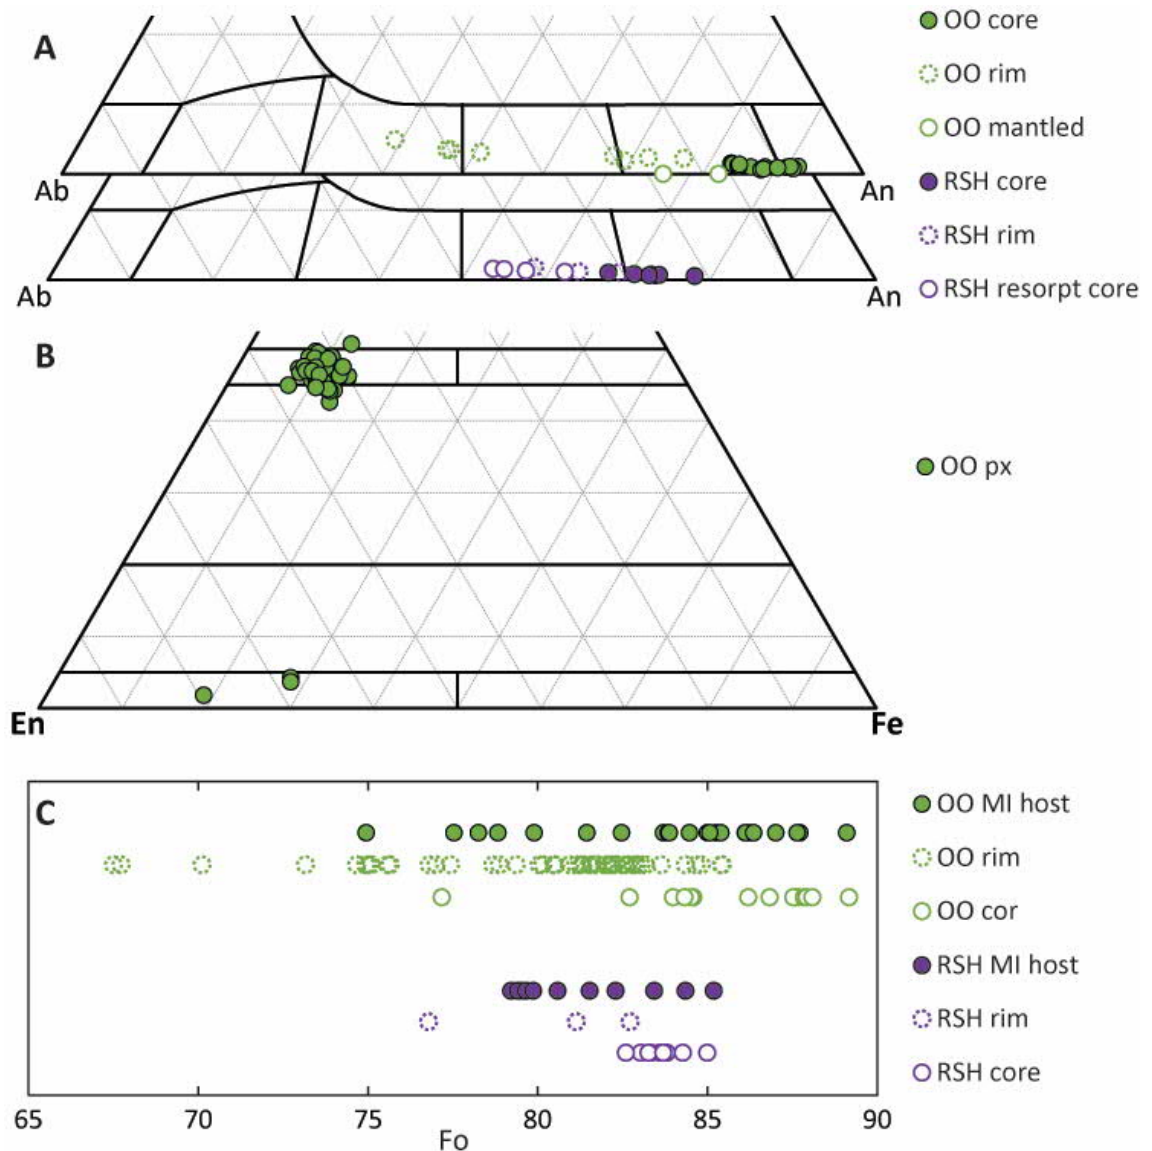 A
OO core
OO rim
OO mantled
Ab
An
RSH core
RSH rim
Ab
An
RSH resorpt core
B
OO px
En
Fe
C
OO MI host
OO rim
OO cor
RSH MI host
RSH rim
RSH core
65
70
75
80
85
90
Fo